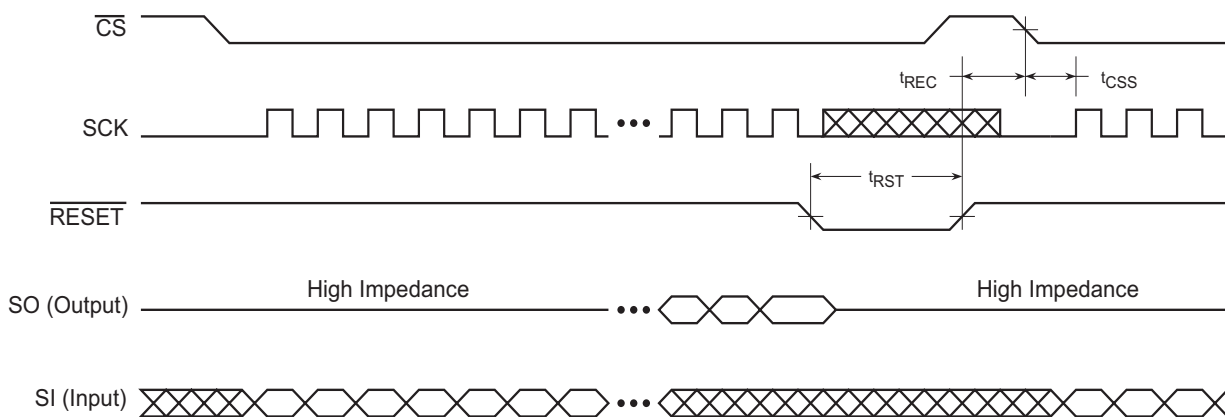 CS
tREC
tCSS
SCK
•••
tRST
RESET
High Impedance
High Impedance
SO (Output)
•••
SI (Input)
•••